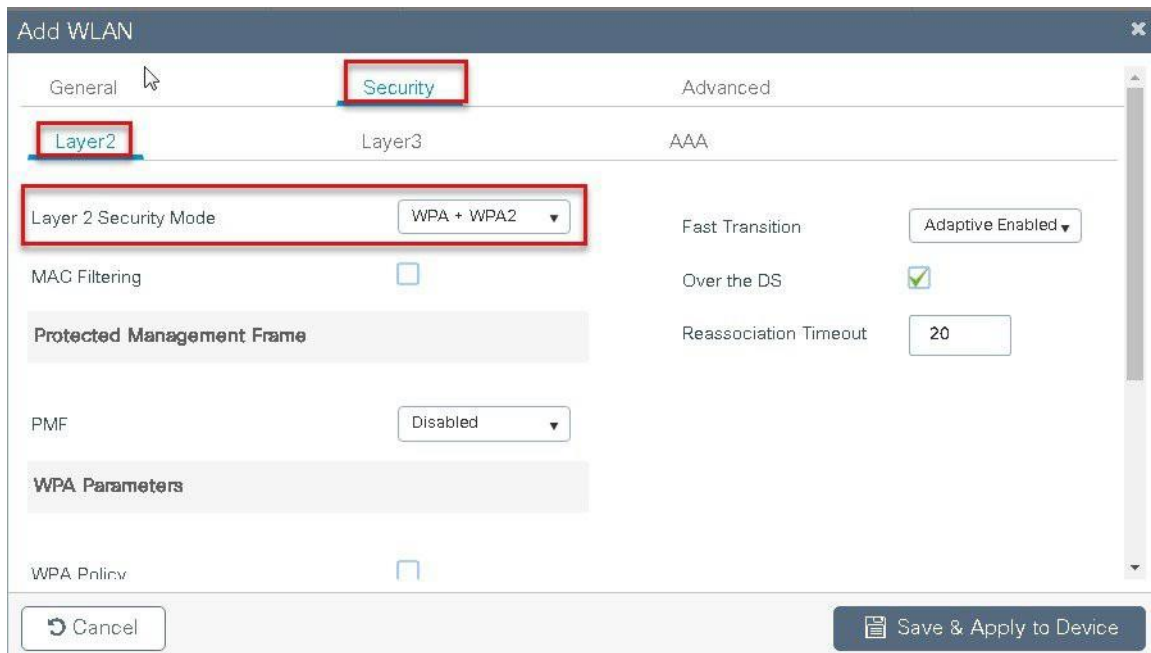 Add WLAN
General Security Advanced
Layer2 Layer3 AAA
Layer 2 Security Mode WPA + WPA2
Fast Transition Adaptive Enabled
MAC Filtering
Over the DS
Protected Management Frame
Reassociation Timeout 20
PMF Disabled
WPA Parameters
WPA Policy
Cancel Save & Apply to Device